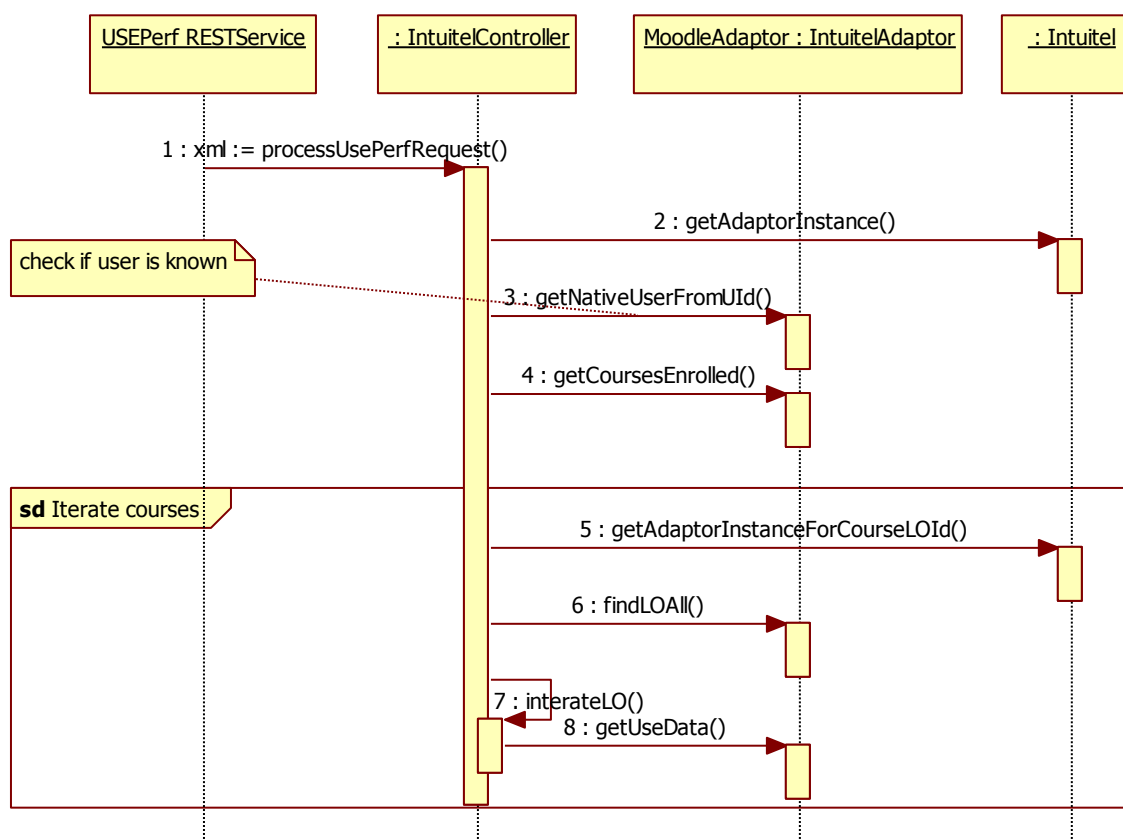 USEPerf RESTService
: IntuitelController
MoodleAdaptor : IntuitelAdaptor
: Intuitel
1 : xml := processUsePerfRequest()
2 : getAdaptorInstance()
check if user is known
3 : getNativeUserFromUId()
4 : getCoursesEnrolled()
sd Iterate courses
5 : getAdaptorInstanceForCourseLOId()
6 : findLOAll()
7 : interateLO()
8 : getUseData()